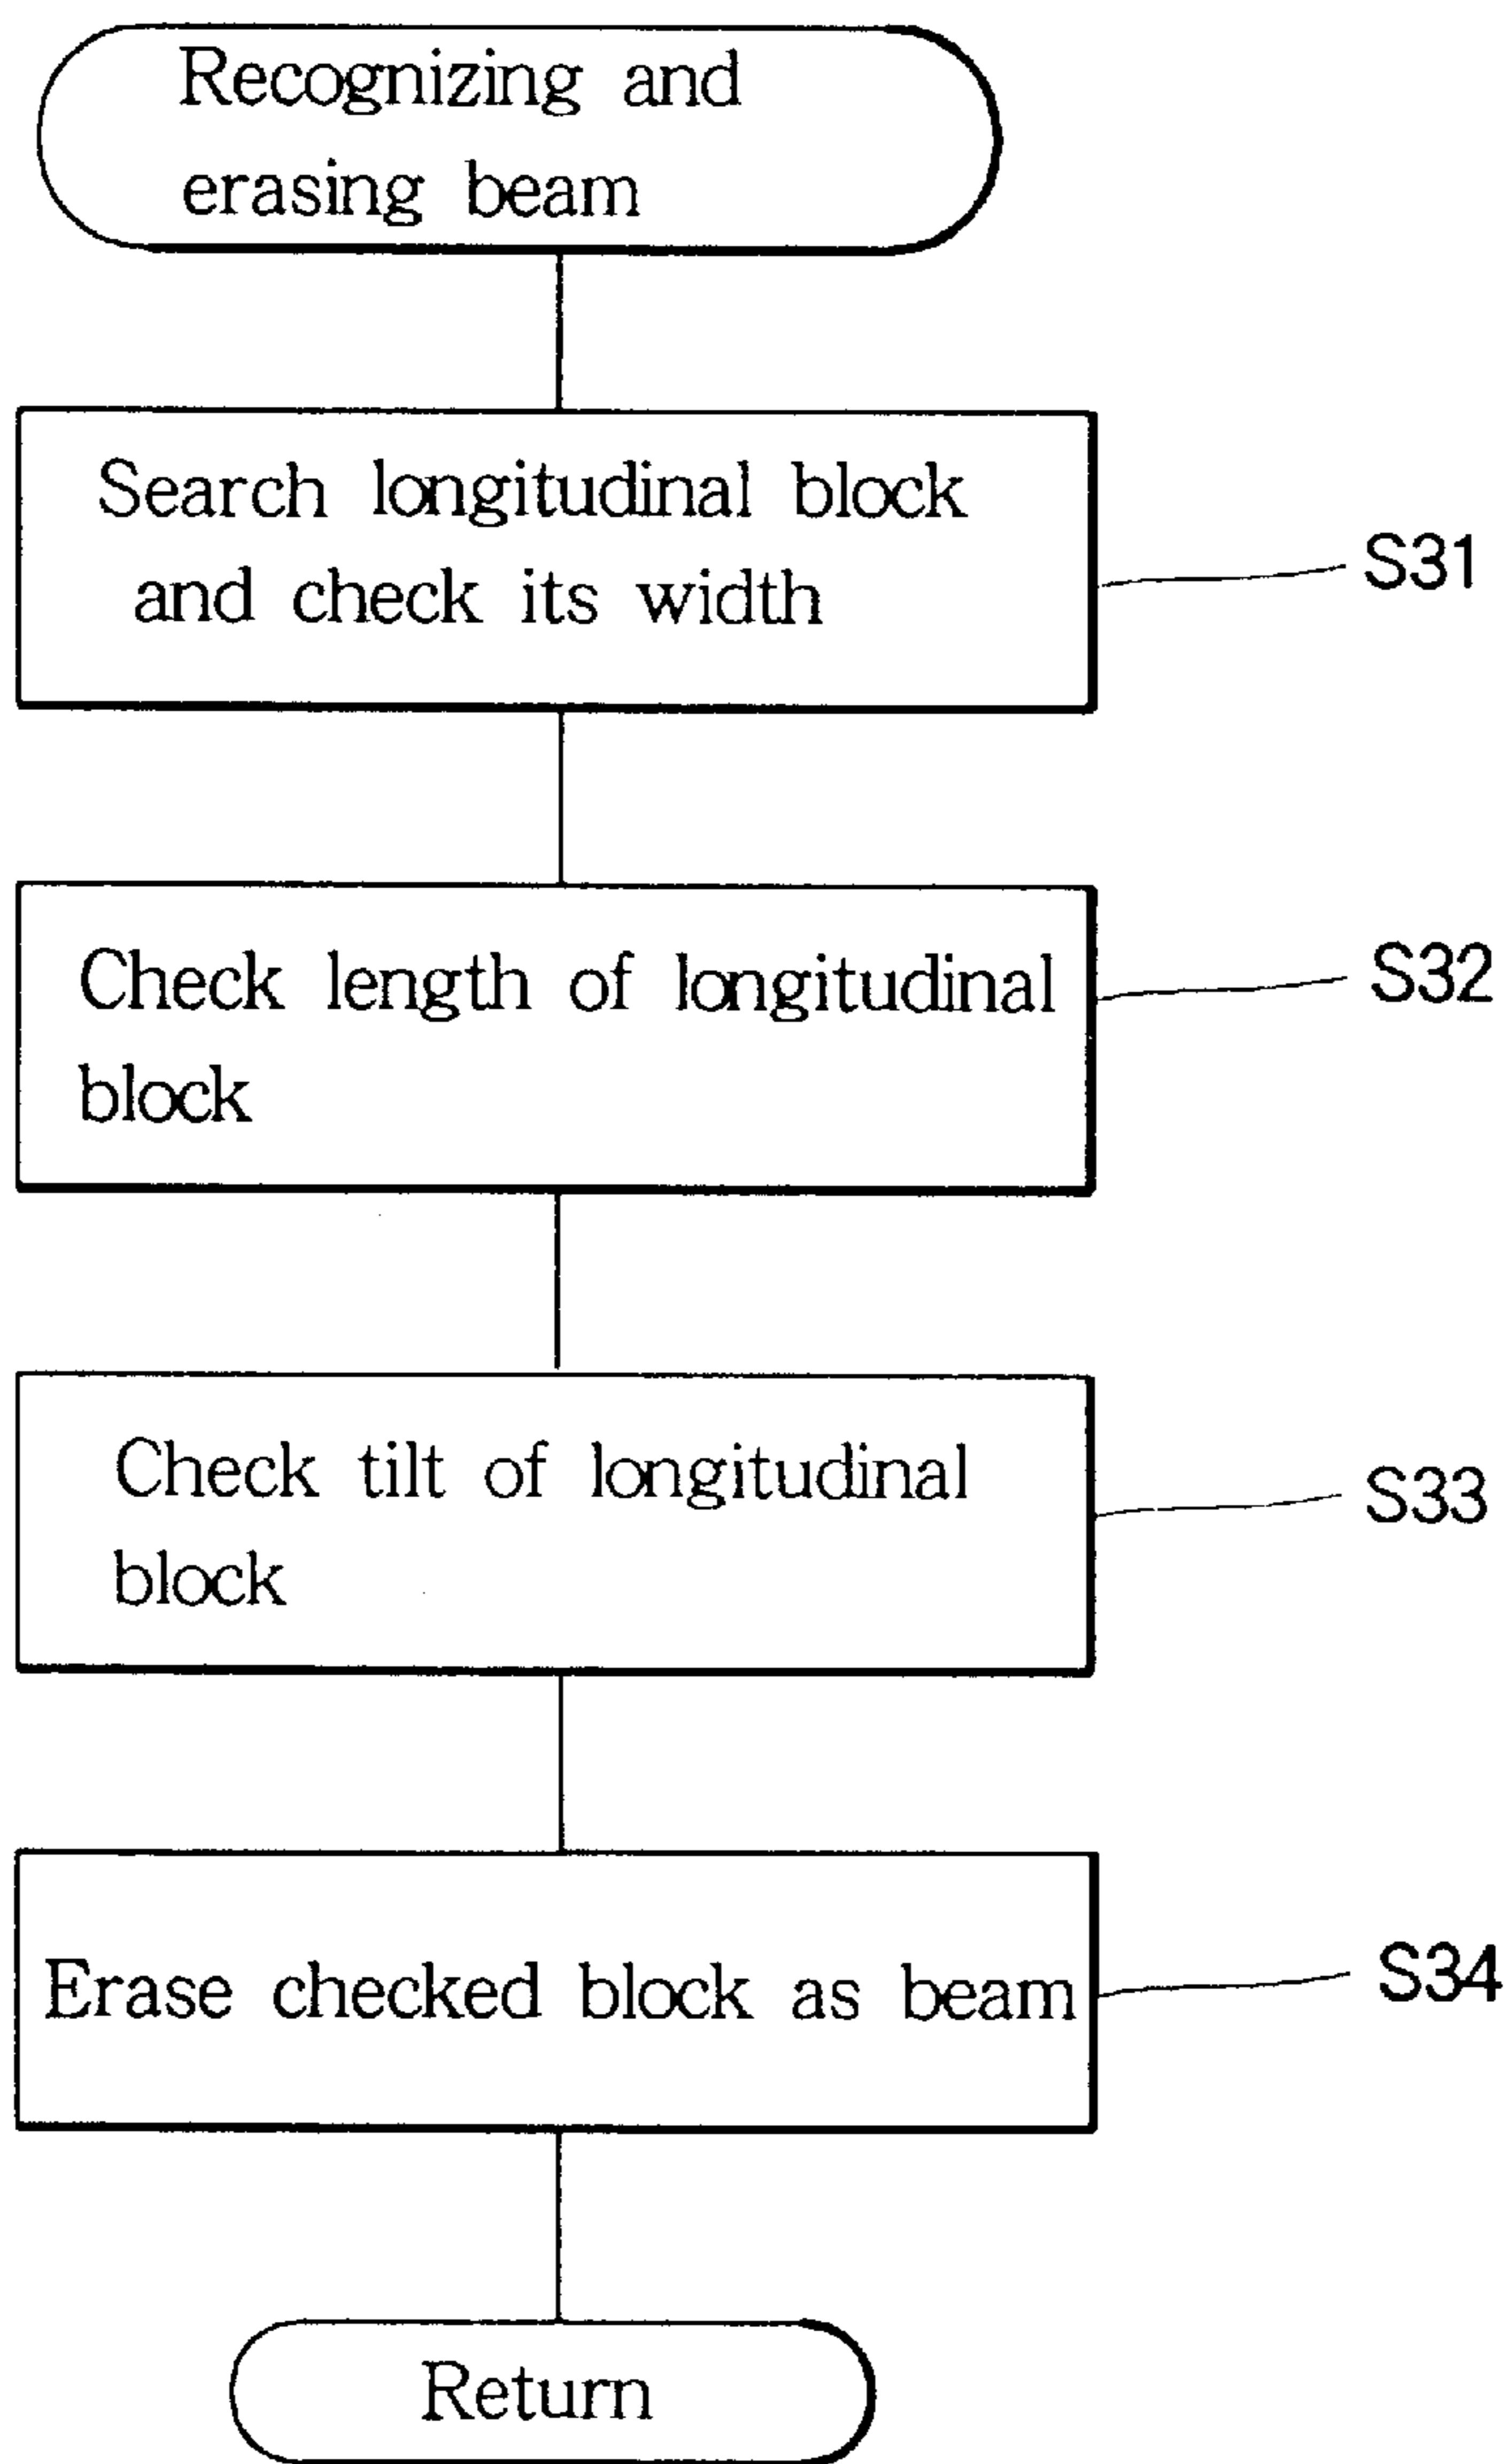 Recognizing and
erasing beam
Search longitudinal block
and check its width
S31
Check length of longitudinal
block
S32
Check tilt of longitudinal
block
S33
Erase checked block as beam
S34
Return